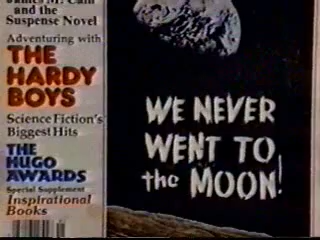 James M. Cain
and the
Suspense Novel
Adventuring with
THE
HARDY
BOYS
Science Fiction's
Biggest Hits
THE
HUGO
AWARDS
Special Supplement
Inspirational
Books
WE NEVER
WENT TO
the MOON!